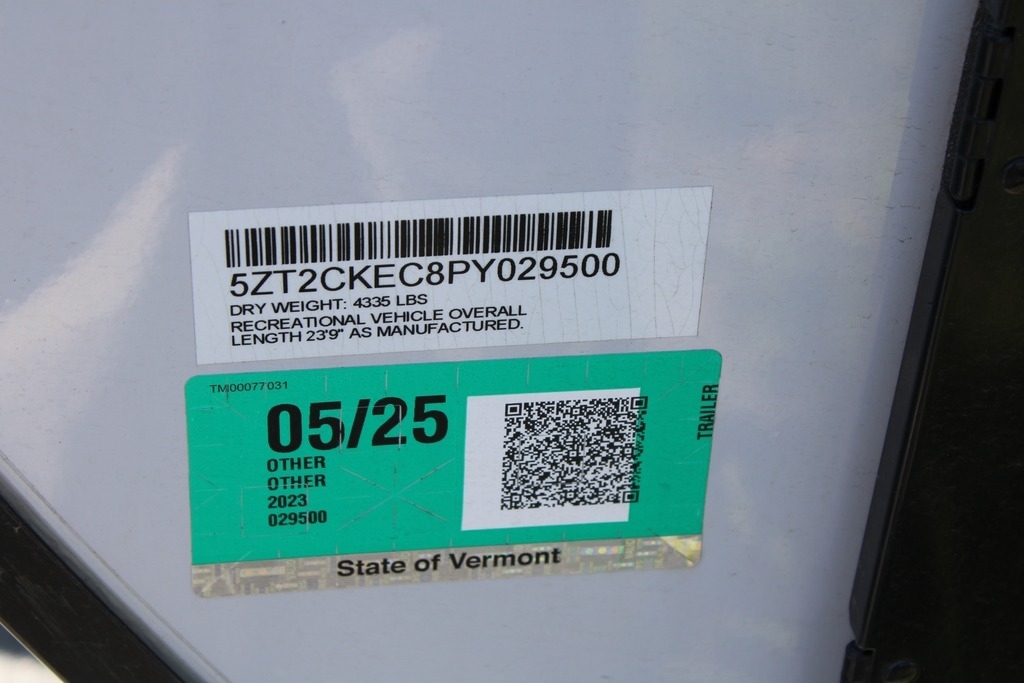 5ZT2CKEC8PY029500
DRY WEIGHT: 4335 LBS
RECREATIONAL VEHICLE OVERALL
LENGTH 23'9" AS MANUFACTURED.
TM00077031
05/25
OTHER
OTHER
2023
029500
TRAILER
State of Vermont